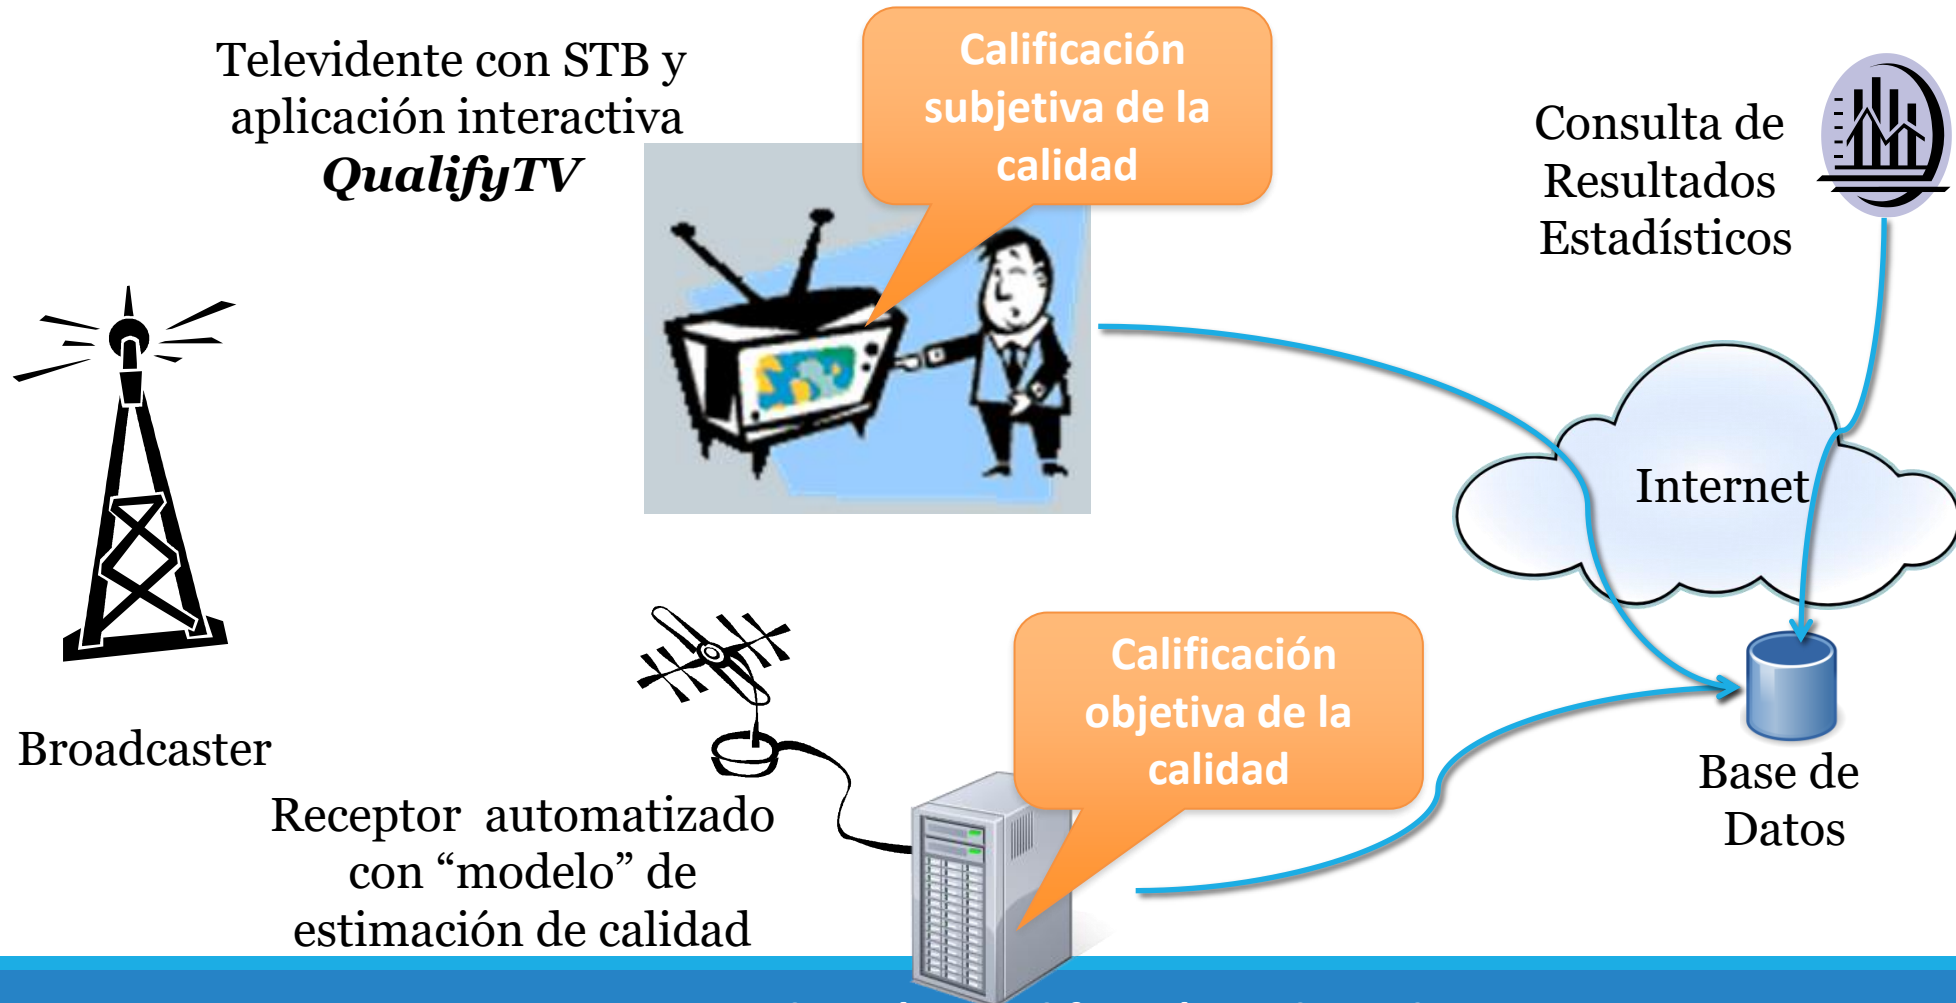 Televidente con STB y
aplicación interactiva
QualifyTV
Calificación
subjetiva de la
calidad
Consulta de
Resultados
Estadísticos
Internet
Broadcaster
Receptor automatizado
con “modelo” de
estimación de calidad
Calificación
objetiva de la
calidad
Base de
Datos